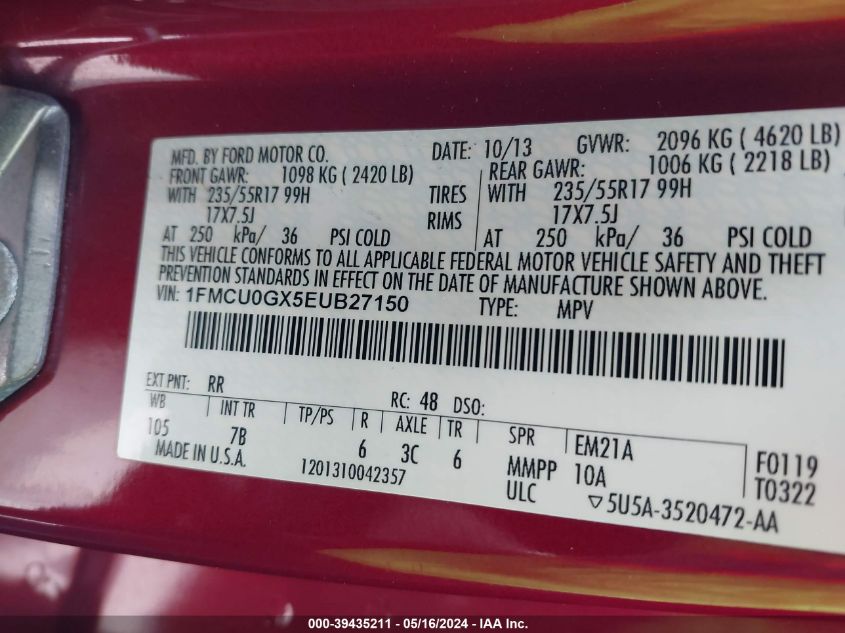 MFD. BY FORD MOTOR CO. DATE: 10/13 GVWR: 2096 KG ( 4620 LB)
FRONT GAWR: 1098 KG ( 2420 LB) REAR GAWR: 1006 KG ( 2218 LB)
WITH 235/55R17 99H TIRES WITH 235/55R17 99H
17X7.5J RIMS 17X7.5J
AT 250 kPa/ 36 PSI COLD AT 250 kPa/ 36 PSI COLD
THIS VEHICLE CONFORMS TO ALL APPLICABLE FEDERAL MOTOR VEHICLE SAFETY AND THEFT
PREVENTION STANDARDS IN EFFECT ON THE DATE OF MANUFACTURE SHOWN ABOVE.
VIN: 1FMCU0GX5EUB27150 TYPE: MPV
EXT PNT: RR RC: 48 DSO:
WB INT TR TP/PS R AXLE TR SPR EM21A
105 7B 6 3C 6 MMPP 10A F0119
MADE IN U.S.A. 1201310042357 ULC T0322
▽5U5A-3520472-AA
000-39435211 - 05/16/2024 - IAA Inc.